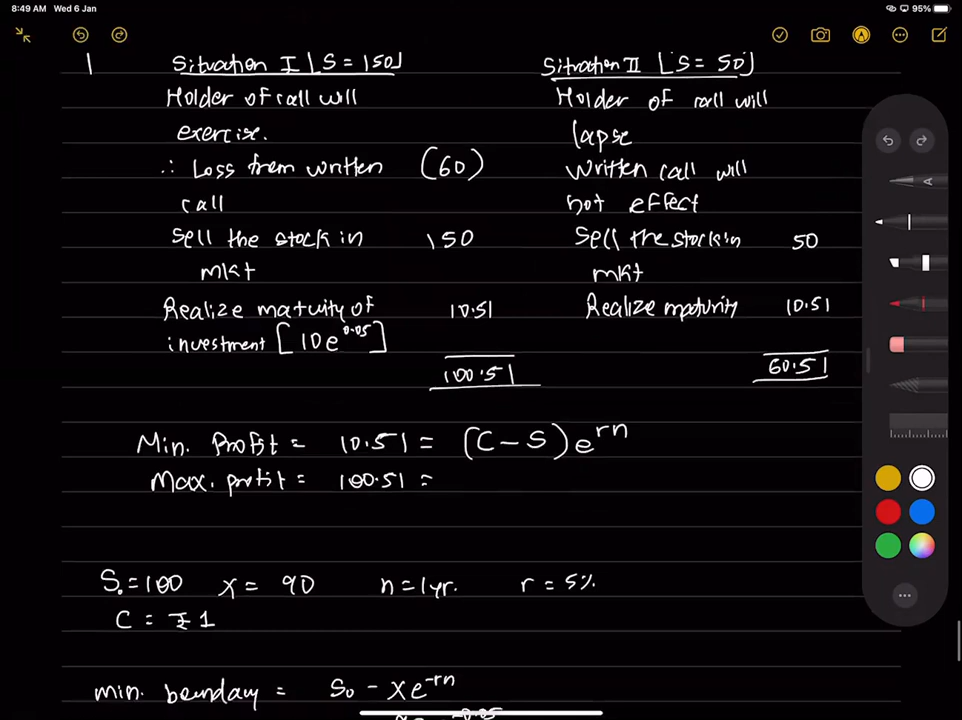 8:49 AM Wed 6 Jan
95%
1
Situation I [S = 150]
Holder of call will
exercise.
∴ Loss from written (60)
call
Sell the stock in 150
mkt
Realize maturity of 10.51
investment [10e^0.05]
100.51
Situation II [S = 50]
Holder of call will
lapse
Written call will
not effect
Sell the stock in 50
mkt
Realize maturity 10.51
60.51
Min. Profit = 10.51 = (C - S) e^rn
Max. profit = 100.51 =
S₀ = 100 x = 90 n = 1 yr. r = 5%
C = ₹1
min. boundary = S₀ - xe^-rn